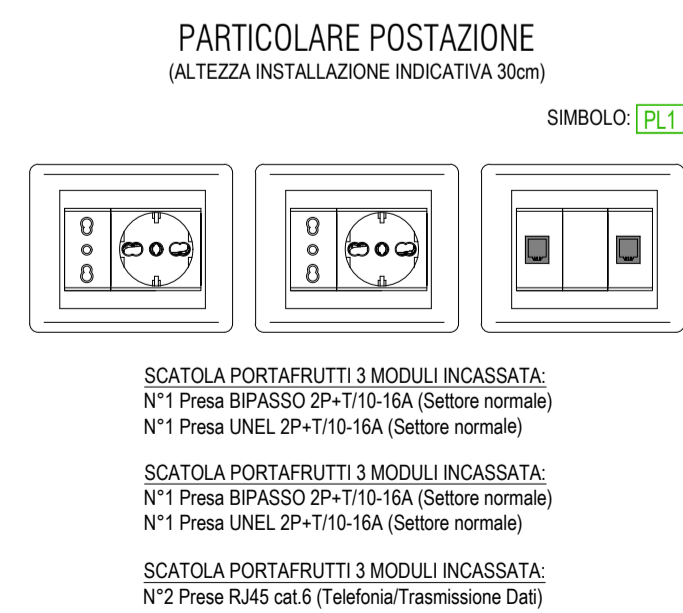 PARTICOLARE POSTAZIONE
(ALTEZZA INSTALLAZIONE INDICATIVA 30cm)
SIMBOLO: PL1
SCATOLA PORTAFRUTTI 3 MODULI INCASSATA:
N°1 Presa BIPASSO 2P+T/10-16A (Settore normale)
N°1 Presa UNEL 2P+T/10-16A (Settore normale)
SCATOLA PORTAFRUTTI 3 MODULI INCASSATA:
N°1 Presa BIPASSO 2P+T/10-16A (Settore normale)
N°1 Presa UNEL 2P+T/10-16A (Settore normale)
SCATOLA PORTAFRUTTI 3 MODULI INCASSATA:
N°2 Prese RJ45 cat.6 (Telefonia/Trasmissione Dati)